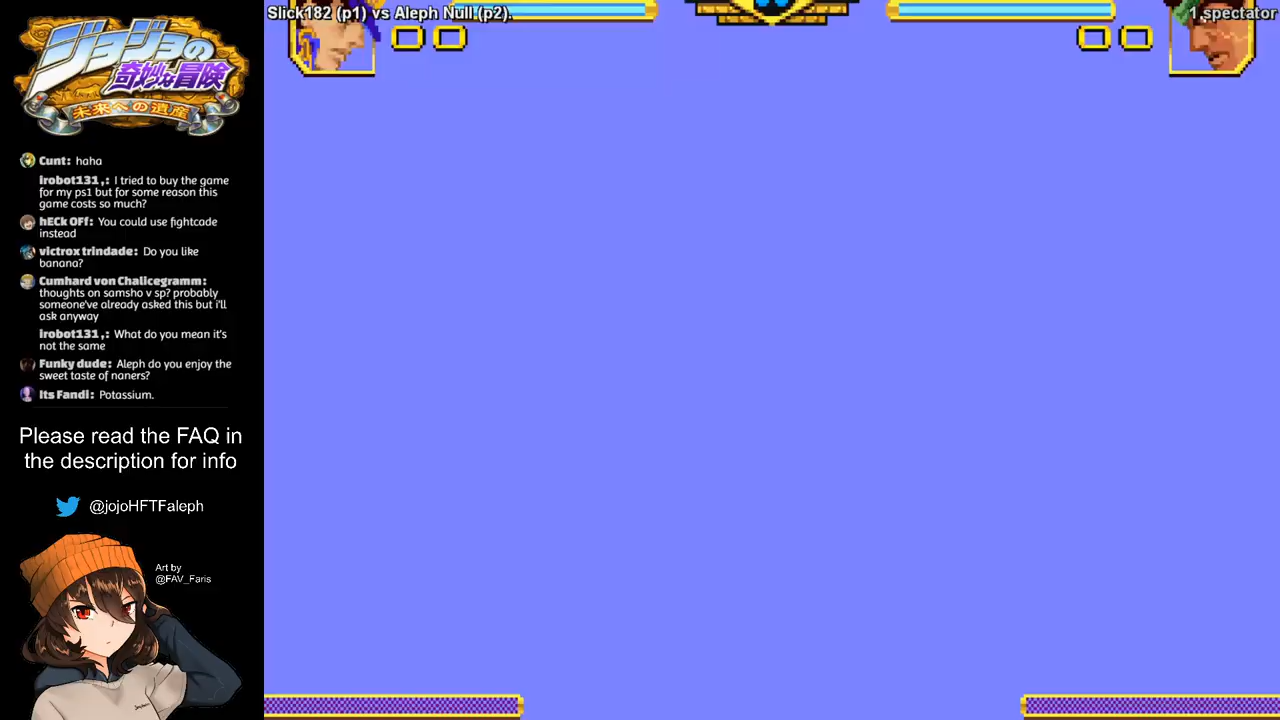 Slick182 (p1) vs Aleph Null (p2).
1 spectator
ジョジョの
奇妙な冒険
未来への遺産
Cunt: haha
irobot131,: I tried to buy the game
for my ps1 but for some reason this
game costs so much?
hECk OFf: You could use fightcade
instead
victrox trindade: Do you like
banana?
Cumhard von Chalicegramm:
thoughts on samsho v sp? probably
someone've already asked this but i'll
ask anyway
irobot131,: What do you mean it's
not the same
Funky dude: Aleph do you enjoy the
sweet taste of naners?
Its Fandi: Potassium.
Please read the FAQ in
the description for info
@jojoHFTFaleph
Art by
@FAV_Faris